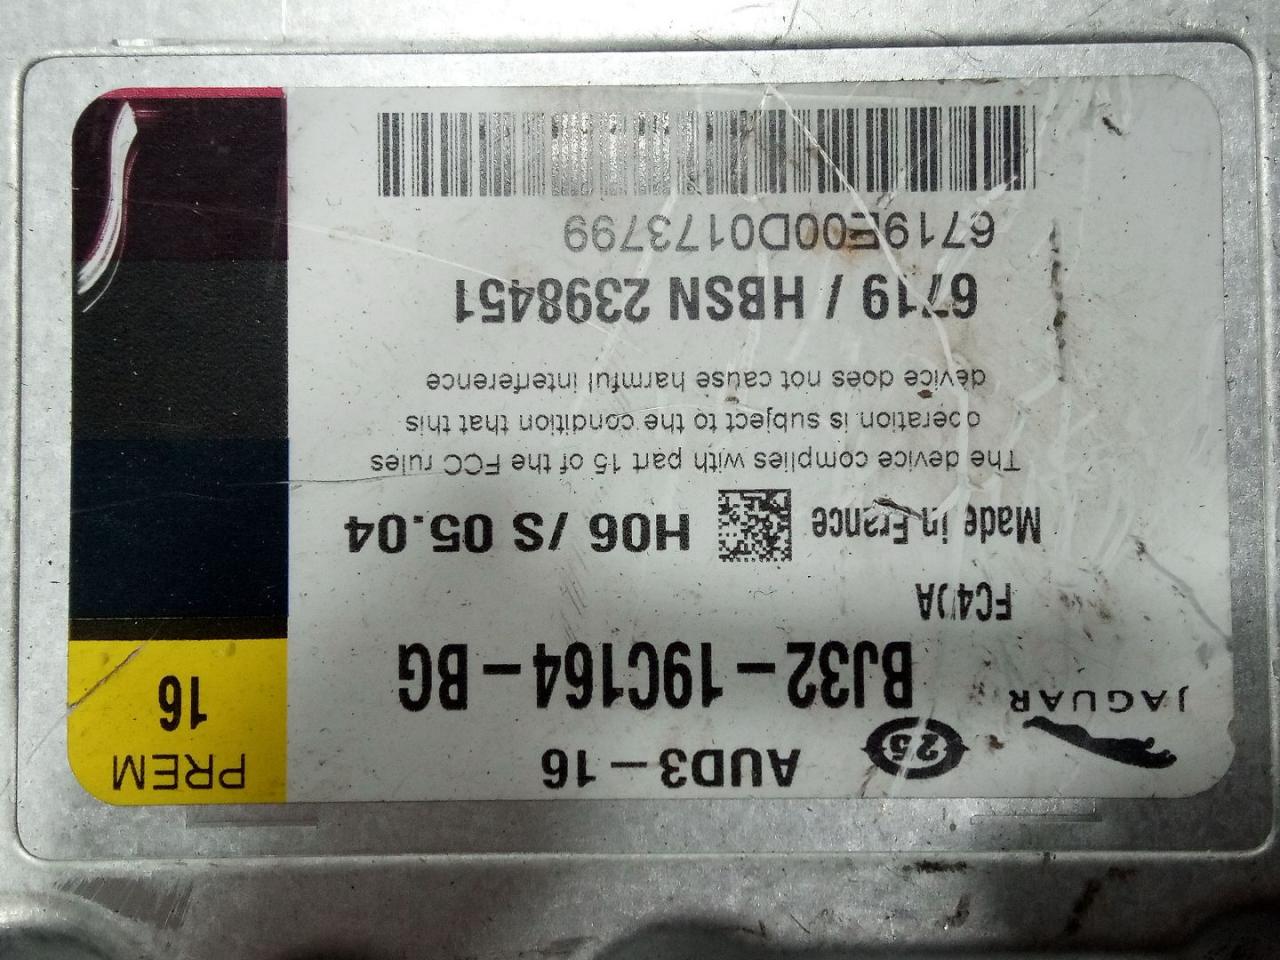 AUD3-16
25
JAGUAR
BJ32-19C164-BG
PREM
16
Made in France
H06 /S 05.04
The device complies with part 15 of the FCC rules
operation is subject to the condition that this
device does not cause harmful interference
6719 / HBSN 2398451
6719E00D0173799